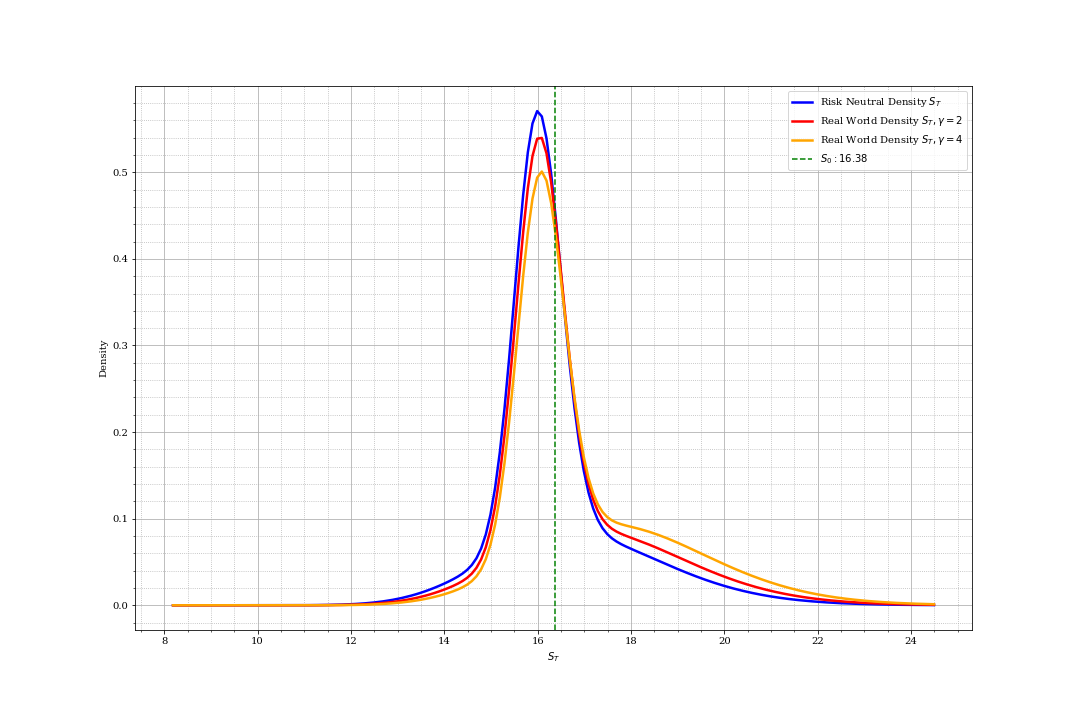 Risk Neutral Density S_T
Real World Density S_T, γ = 2
Real World Density S_T, γ = 4
S_0 : 16.38
0.5
0.4
0.3
0.2
0.1
0.0
Density
8 10 12 14 16 18 20 22 24
S_T